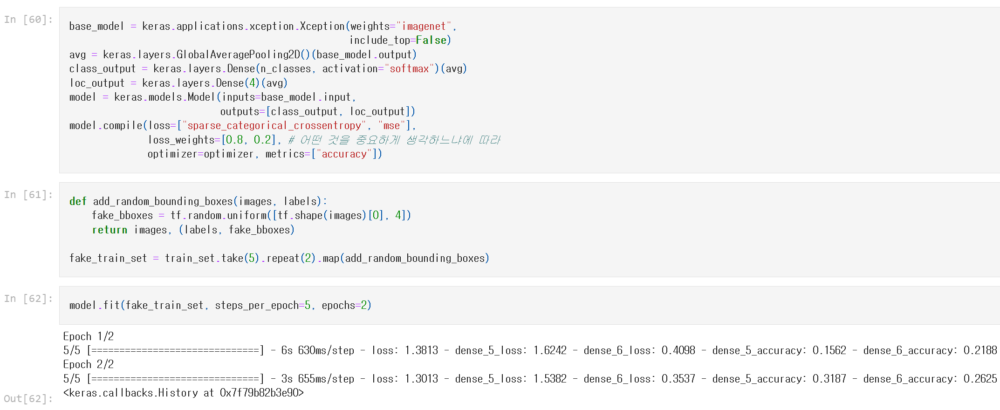 In [60]:
base_model = keras.applications.xception.Xception(weights="imagenet",
include_top=False)
avg = keras.layers.GlobalAveragePooling2D()(base_model.output)
class_output = keras.layers.Dense(n_classes, activation="softmax")(avg)
loc_output = keras.layers.Dense(4)(avg)
model = keras.models.Model(inputs=base_model.input,
outputs=[class_output, loc_output])
model.compile(loss=["sparse_categorical_crossentropy", "mse"],
loss_weights=[0.8, 0.2], # 어떤 것을 중요하게 생각하느냐에 따라
optimizer=optimizer, metrics=["accuracy"])
In [61]:
def add_random_bounding_boxes(images, labels):
fake_bboxes = tf.random.uniform([tf.shape(images)[0], 4])
return images, (labels, fake_bboxes)
fake_train_set = train_set.take(5).repeat(2).map(add_random_bounding_boxes)
In [62]:
model.fit(fake_train_set, steps_per_epoch=5, epochs=2)
Epoch 1/2
5/5 [==============================] - 6s 630ms/step - loss: 1.3813 - dense_5_loss: 1.6242 - dense_6_loss: 0.4098 - dense_5_accuracy: 0.1562 - dense_6_accuracy: 0.2188
Epoch 2/2
5/5 [==============================] - 3s 655ms/step - loss: 1.3013 - dense_5_loss: 1.5382 - dense_6_loss: 0.3537 - dense_5_accuracy: 0.3187 - dense_6_accuracy: 0.2625
Out[62]: <keras.callbacks.History at 0x7f79b82b3e90>